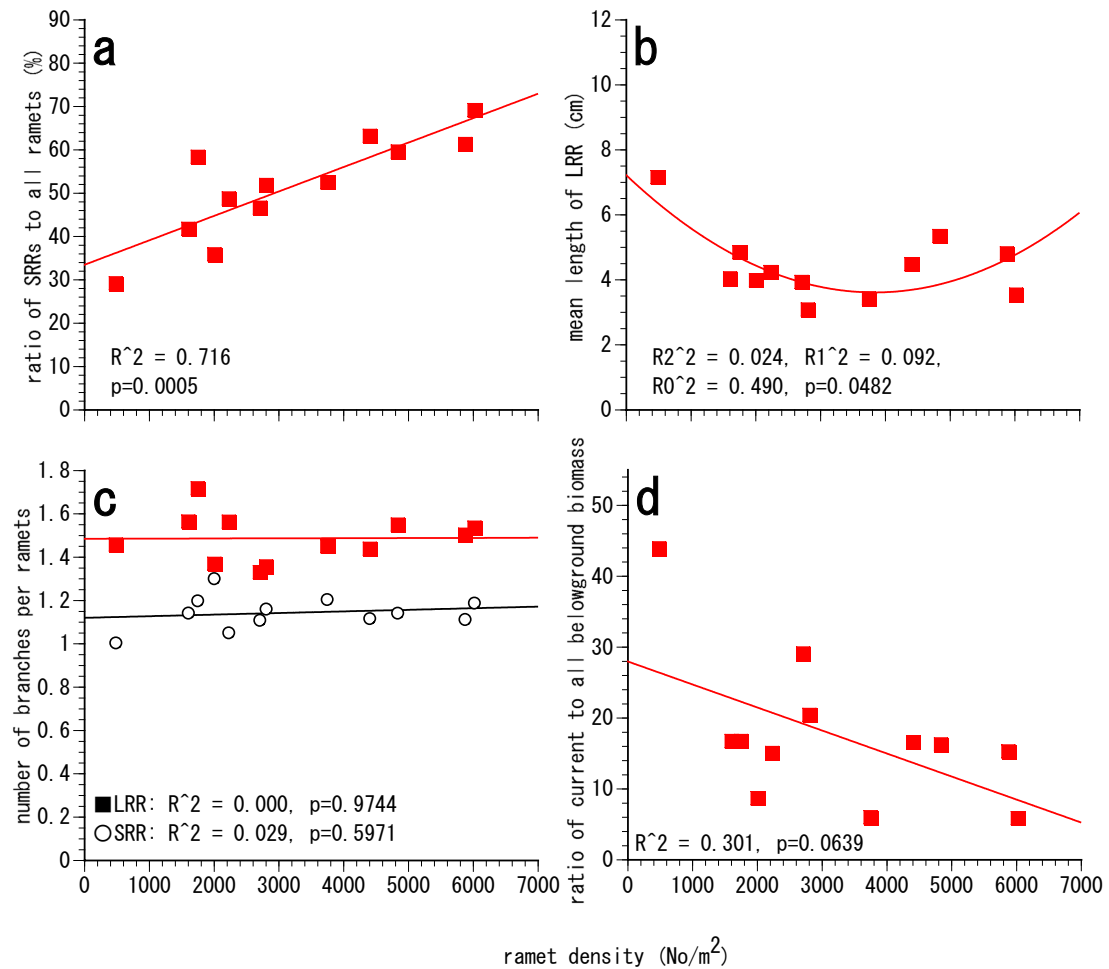 a
ratio of SRRs to all ramets (%)
90
80
70
60
50
40
30
20
10
0
R^2 = 0.716
p=0.0005
b
mean length of LRR (cm)
12
10
8
6
4
2
0
R2^2 = 0.024, R1^2 = 0.092,
R0^2 = 0.490, p=0.0482
c
number of branches per ramets
1.8
1.6
1.4
1.2
1
0.8
0.6
0.4
0.2
0
LRR: R^2 = 0.000, p=0.9744
SRR: R^2 = 0.029, p=0.5971
0 1000 2000 3000 4000 5000 6000 7000
d
ratio of current to all belowground biomass
50
40
30
20
10
0
R^2 = 0.301, p=0.0639
0 1000 2000 3000 4000 5000 6000 7000
ramet density (No/m²)